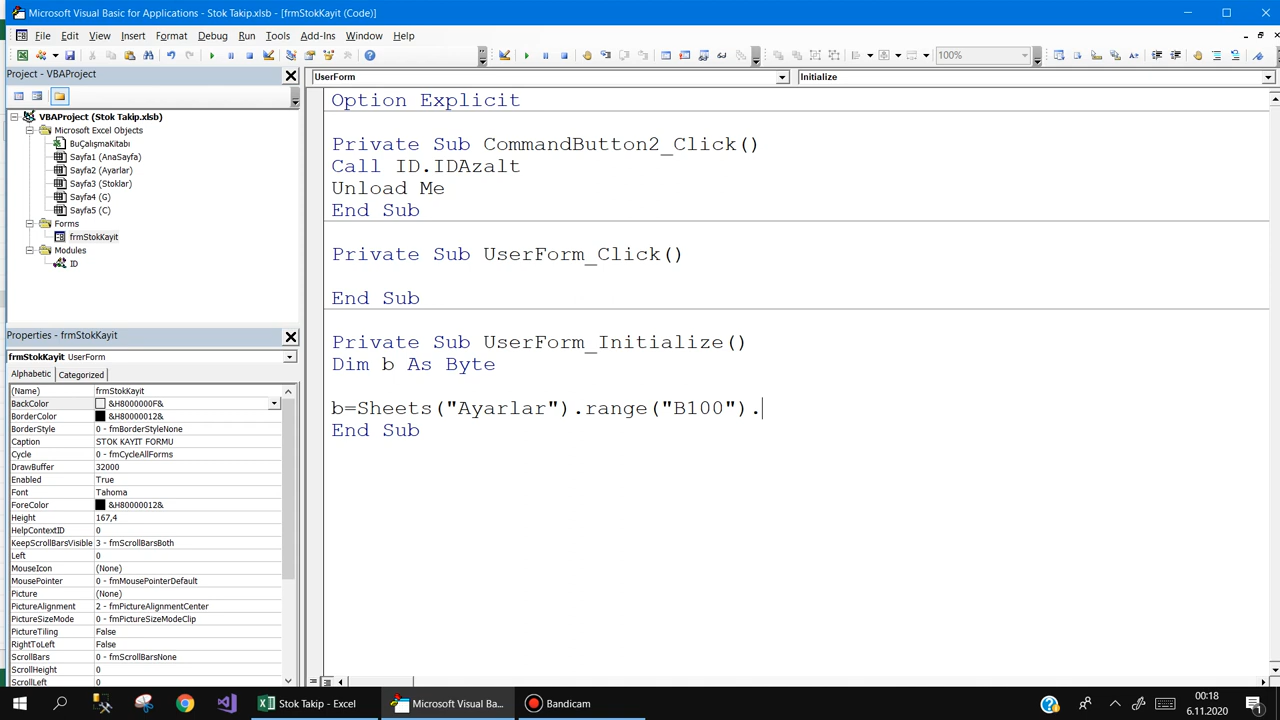 Microsoft Visual Basic for Applications - Stok Takip.xlsb - [frmStokKayit (Code)]
File Edit View Insert Format Debug Run Tools Add-Ins Window Help
100%
Project - VBAProject
VBAProject (Stok Takip.xlsb)
Microsoft Excel Objects
BuÇalışmaKitabı
Sayfa1 (AnaSayfa)
Sayfa2 (Ayarlar)
Sayfa3 (Stoklar)
Sayfa4 (G)
Sayfa5 (C)
Forms
frmStokKayit
Modules
ID
Properties - frmStokKayit
frmStokKayit UserForm
Alphabetic Categorized
(Name) frmStokKayit
BackColor &H8000000F&
BorderColor &H80000012&
BorderStyle 0 - fmBorderStyleNone
Caption STOK KAYIT FORMU
Cycle 0 - fmCycleAllForms
DrawBuffer 32000
Enabled True
Font Tahoma
ForeColor &H80000012&
Height 167,4
HelpContextID 0
KeepScrollBarsVisible 3 - fmScrollBarsBoth
Left 0
MouseIcon (None)
MousePointer 0 - fmMousePointerDefault
Picture (None)
PictureAlignment 2 - fmPictureAlignmentCenter
PictureSizeMode 0 - fmPictureSizeModeClip
PictureTiling False
RightToLeft False
ScrollBars 0 - fmScrollBarsNone
ScrollHeight 0
ScrollLeft 0
UserForm Initialize
Option Explicit
Private Sub CommandButton2_Click()
Call ID.IDAzalt
Unload Me
End Sub
Private Sub UserForm_Click()
End Sub
Private Sub UserForm_Initialize()
Dim b As Byte
b=Sheets("Ayarlar").range("B100").
End Sub
Stok Takip - Excel
Microsoft Visual Ba...
Bandicam
00:18
6.11.2020
1